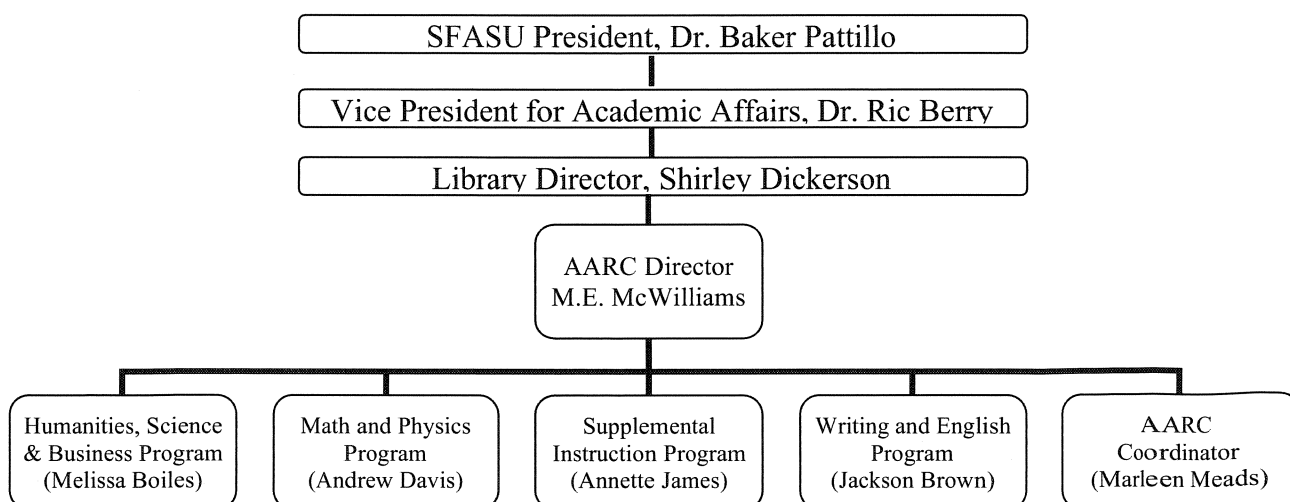 SFASU President, Dr. Baker Pattillo
Vice President for Academic Affairs, Dr. Ric Berry
Library Director, Shirley Dickerson
AARC Director
M.E. McWilliams
Humanities, Science
& Business Program
(Melissa Boiles)
Math and Physics
Program
(Andrew Davis)
Supplemental
Instruction Program
(Annette James)
Writing and English
Program
(Jackson Brown)
AARC
Coordinator
(Marleen Meads)